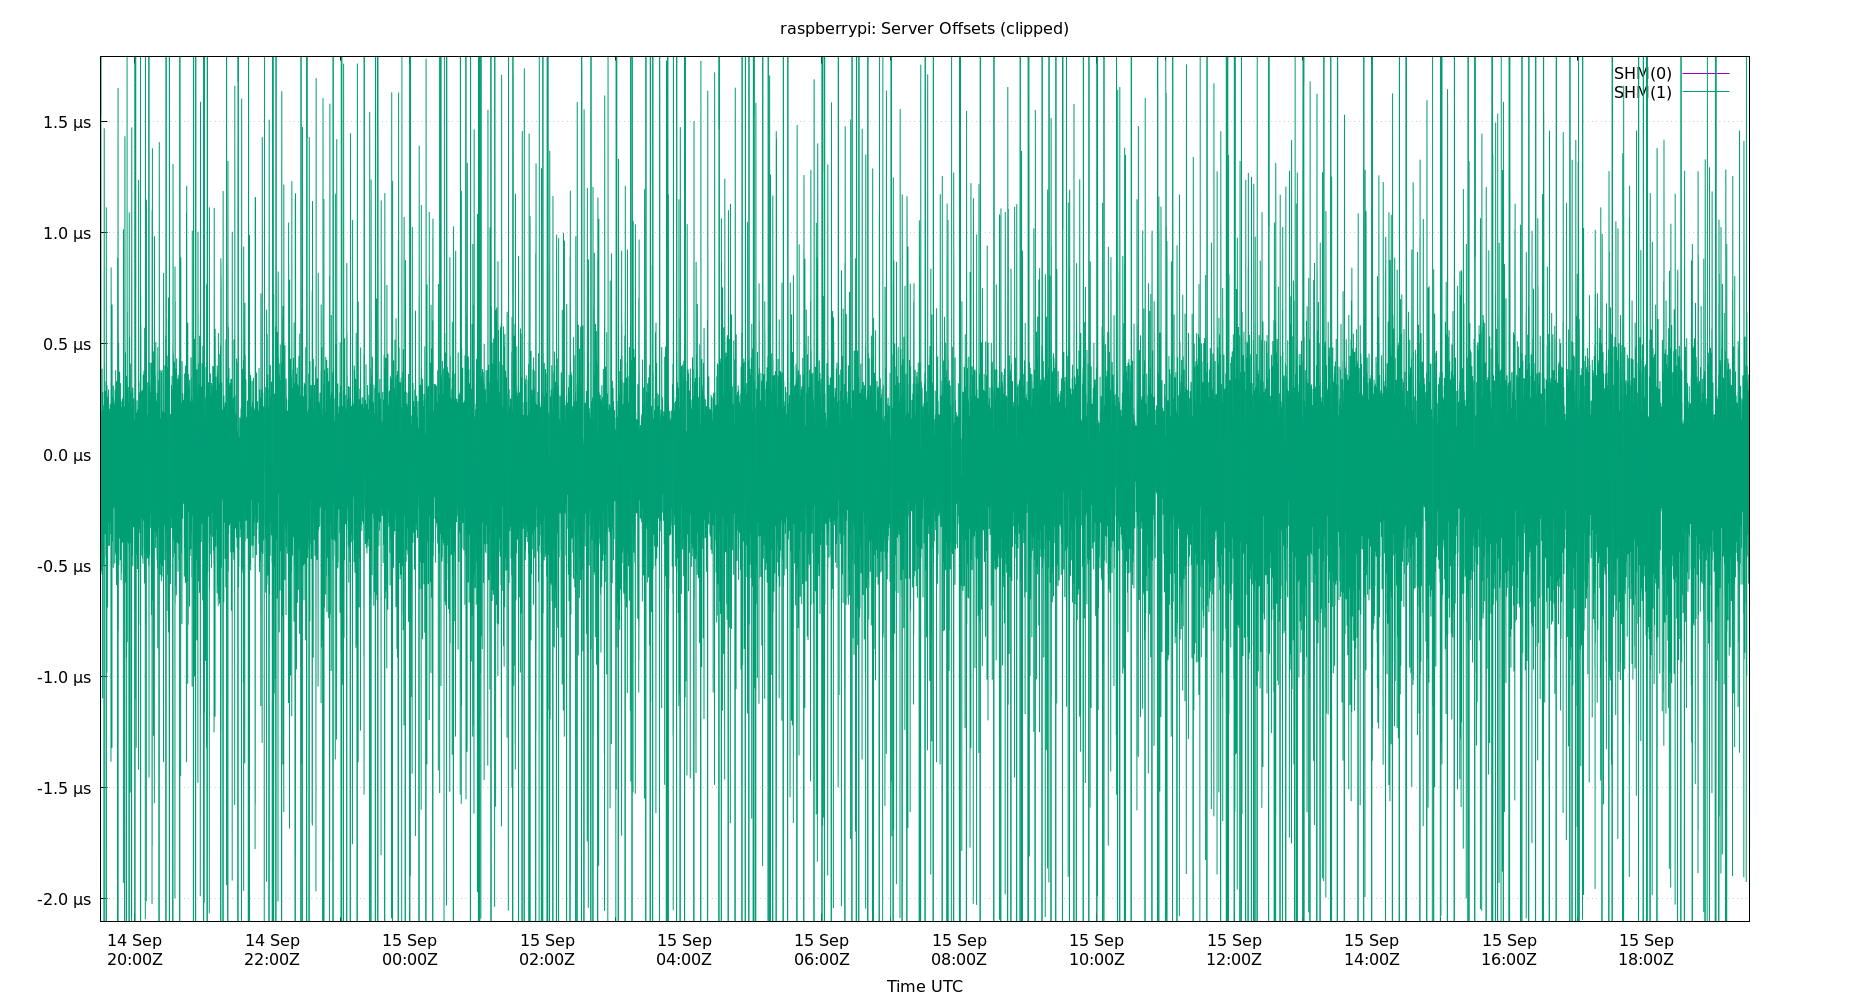 raspberrypi: Server Offsets (clipped)
SHM(0)
SHM(1)
1.5 µs
1.0 µs
0.5 µs
0.0 µs
-0.5 µs
-1.0 µs
-1.5 µs
-2.0 µs
14 Sep 14 Sep 15 Sep 15 Sep 15 Sep 15 Sep 15 Sep 15 Sep 15 Sep 15 Sep 15 Sep 15 Sep
20:00Z 22:00Z 00:00Z 02:00Z 04:00Z 06:00Z 08:00Z 10:00Z 12:00Z 14:00Z 16:00Z 18:00Z
Time UTC